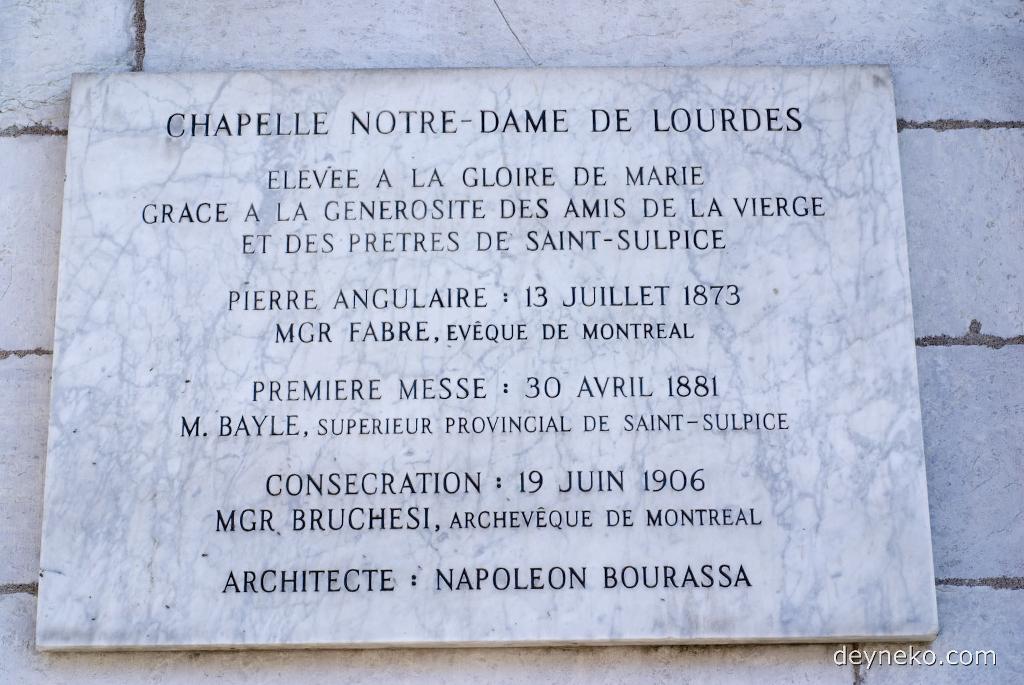 CHAPELLE NOTRE-DAME DE LOURDES
ELEVEE A LA GLOIRE DE MARIE
GRACE A LA GENEROSITE DES AMIS DE LA VIERGE
ET DES PRETRES DE SAINT-SULPICE
PIERRE ANGULAIRE : 13 JUILLET 1873
MGR FABRE, EVÊQUE DE MONTREAL
PREMIERE MESSE : 30 AVRIL 1881
M. BAYLE, SUPERIEUR PROVINCIAL DE SAINT-SULPICE
CONSECRATION : 19 JUIN 1906
MGR BRUCHESI, ARCHEVÊQUE DE MONTREAL
ARCHITECTE : NAPOLEON BOURASSA
deyneko.com